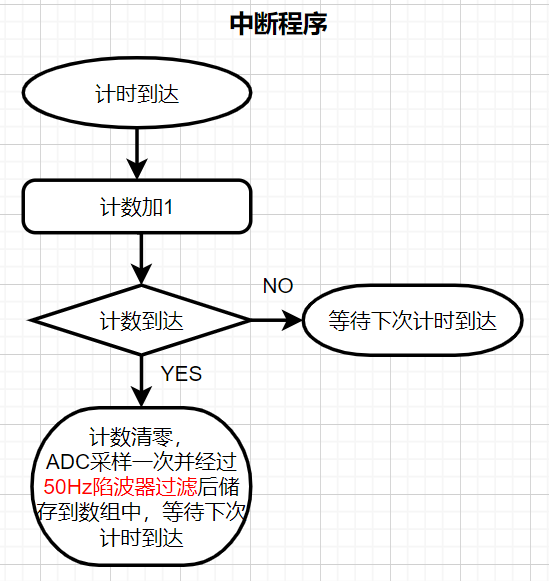 中断程序
计时到达
计数加1
计数到达
NO
等待下次计时到达
YES
计数清零，
ADC采样一次并经过
50Hz陷波器过滤后储
存到数组中，等待下次
计时到达